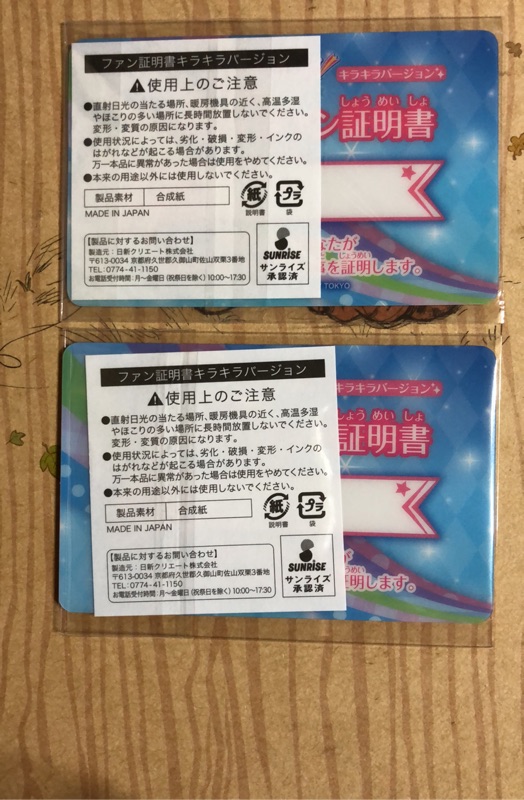 ファン証明書キラキラバージョン
⚠使用上のご注意
●直射日光の当たる場所、暖房機具の近く、高温多湿
やほこりの多い場所に長時間放置しないでください。
変形・変質の原因になります。
●使用状況によっては、劣化・破損・変形・インクの
はがれなどが起こる場合があります。
万一本品に異常があった場合は使用をやめてください。
●本来の用途以外には使用しないでください。
製品素材 合成紙
MADE IN JAPAN
紙
説明書
プラ
袋
【製品に対するお問い合わせ】
製造元:日新クリエート株式会社
〒613-0034 京都府久世郡久御山町佐山双栗3番地
TEL:0774-41-1150
お電話受付時間:月〜金曜日(祝祭日を除く)10:00〜17:30
SUNRISE
サンライズ
承認済
キラキラバージョン
しょう めい しょ
ン証明書
なたが
しょうめい
事を証明します。
TOKYO
ファン証明書キラキラバージョン
⚠使用上のご注意
●直射日光の当たる場所、暖房機具の近く、高温多湿
やほこりの多い場所に長時間放置しないでください。
変形・変質の原因になります。
●使用状況によっては、劣化・破損・変形・インクの
はがれなどが起こる場合があります。
万一本品に異常があった場合は使用をやめてください。
●本来の用途以外には使用しないでください。
製品素材 合成紙
MADE IN JAPAN
紙
説明書
プラ
袋
【製品に対するお問い合わせ】
製造元:日新クリエート株式会社
〒613-0034 京都府久世郡久御山町佐山双栗3番地
TEL:0774-41-1150
お電話受付時間:月〜金曜日(祝祭日を除く)10:00〜17:30
SUNRISE
サンライズ
承認済
キラキラバージョン
しょう めい しょ
証明書
が
証明します。